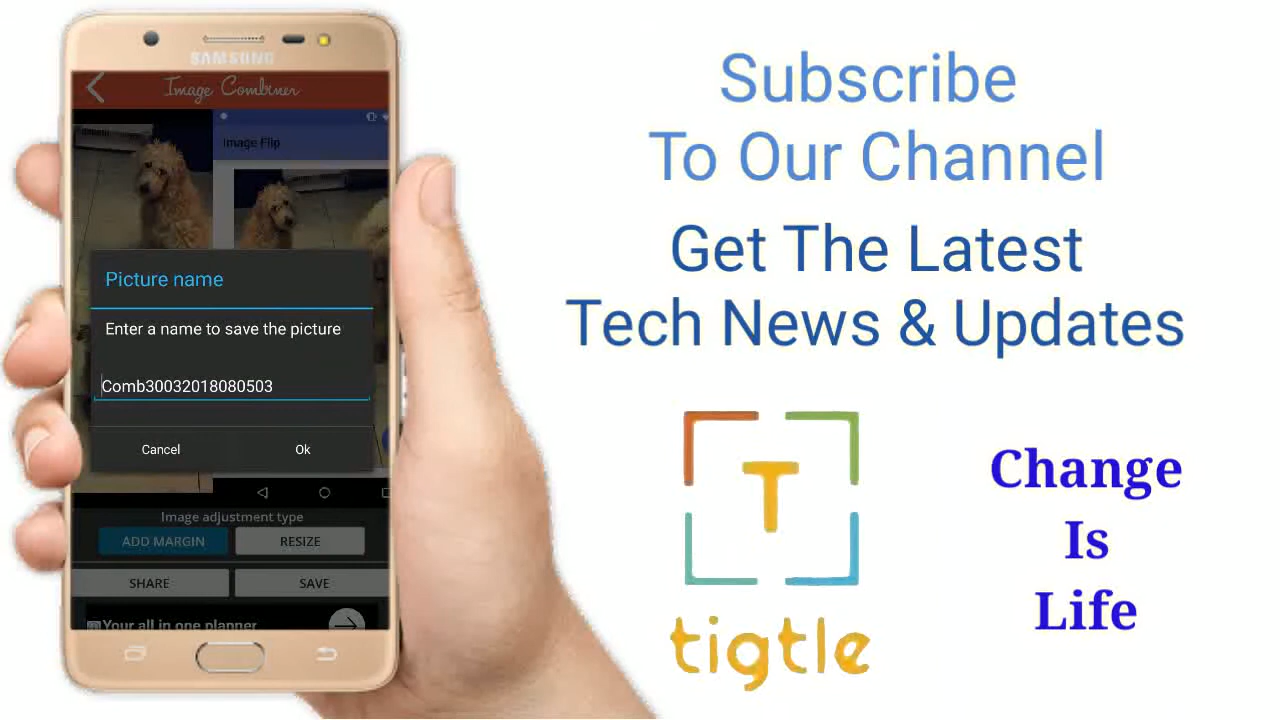 SAMSUNG
Image Combiner
Image Flip
Picture name
Enter a name to save the picture
Comb30032018080503
Cancel
Ok
Image adjustment type
ADD MARGIN
RESIZE
SHARE
SAVE
Your all in one planner
Subscribe
To Our Channel
Get The Latest
Tech News & Updates
T
tigtle
Change
Is
Life